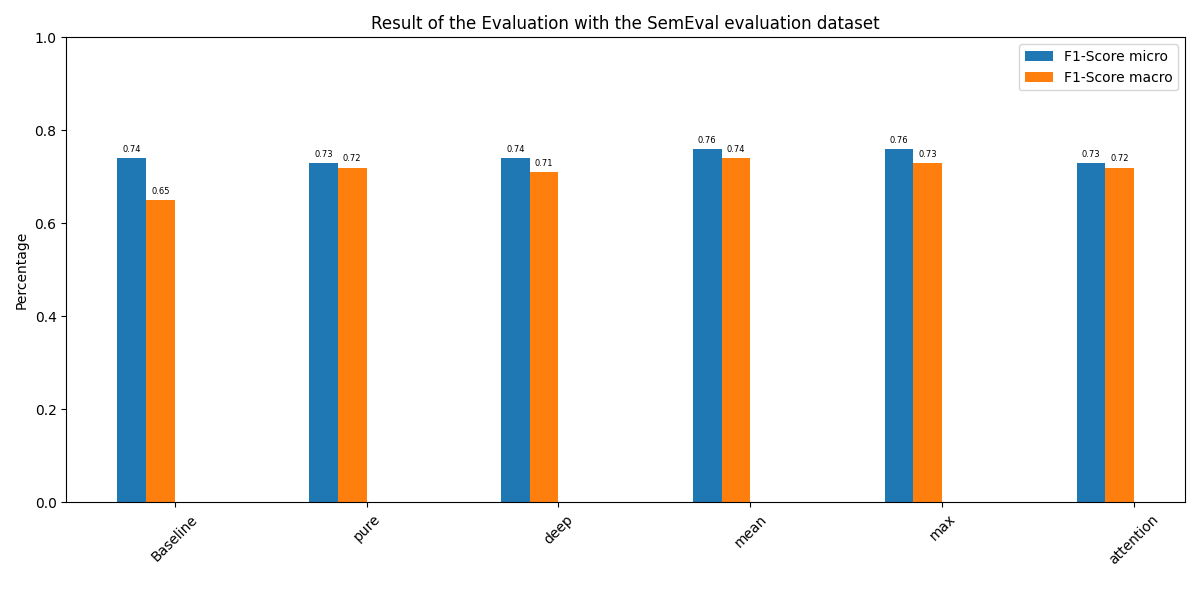 Result of the Evaluation with the SemEval evaluation dataset
F1-Score micro
F1-Score macro
Percentage
1.0
0.8
0.6
0.4
0.2
0.0
0.74
0.65
0.73
0.72
0.74
0.71
0.76
0.74
0.76
0.73
0.73
0.72
Baseline
pure
deep
mean
max
attention